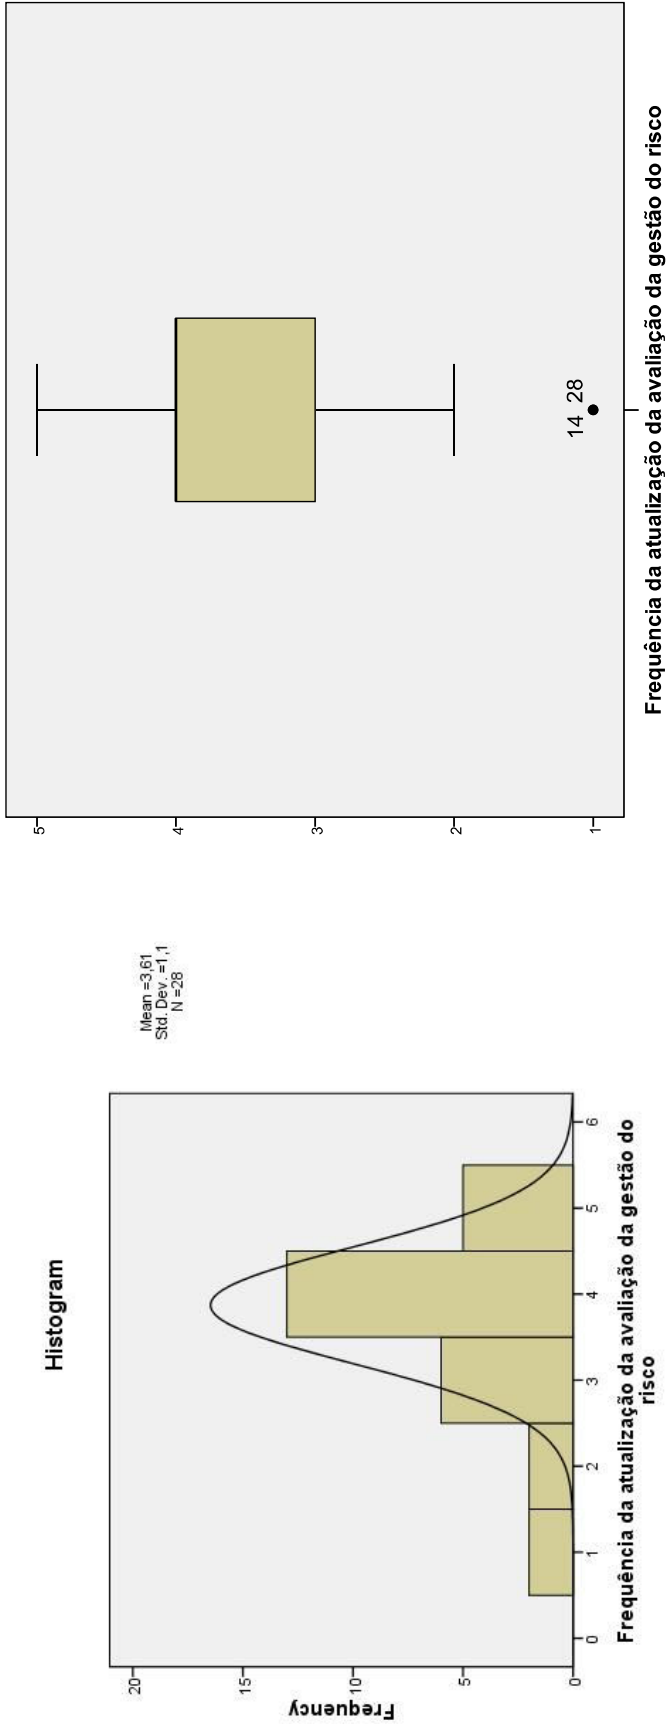 Histogram
Mean =3,61
Std. Dev. =1,1
N =28
Frequency
20
15
10
5
0
0 1 2 3 4 5 6
Frequência da atualização da avaliação da gestão do
risco
5
4
3
2
1
14 28
Frequência da atualização da avaliação da gestão do risco